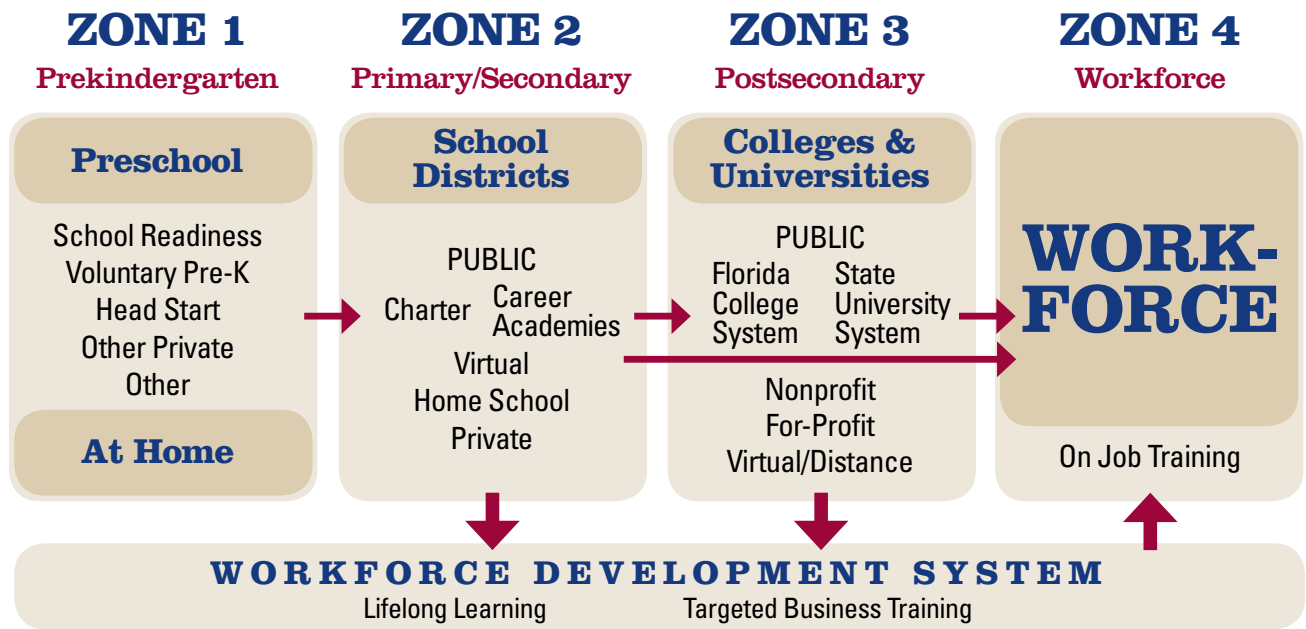 ZONE 1
Prekindergarten
Preschool
School Readiness
Voluntary Pre-K
Head Start
Other Private
Other
At Home
ZONE 2
Primary/Secondary
School
Districts
PUBLIC
Charter
Career
Academies
Virtual
Home School
Private
ZONE 3
Postsecondary
Colleges &
Universities
PUBLIC
Florida
College
System
State
University
System
Nonprofit
For-Profit
Virtual/Distance
ZONE 4
Workforce
WORK-
FORCE
On Job Training
WORKFORCE DEVELOPMENT SYSTEM
Lifelong Learning
Targeted Business Training